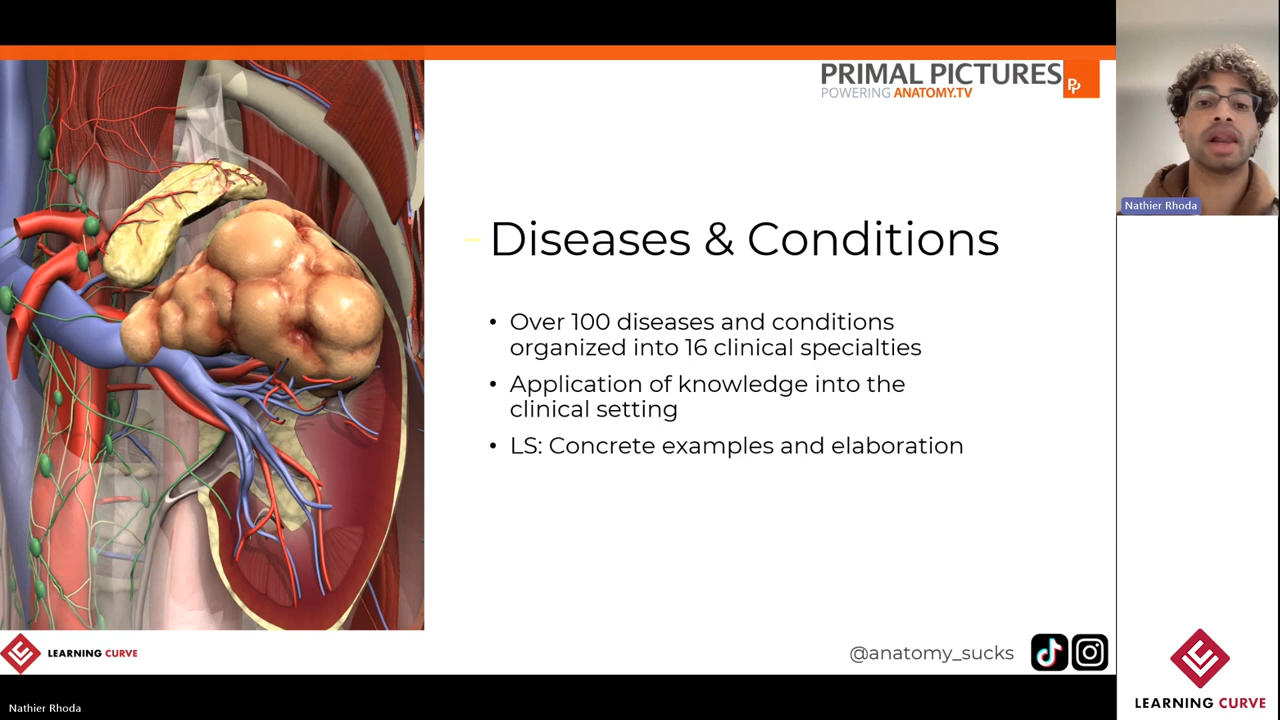 PRIMAL PICTURES
POWERING ANATOMY.TV
Diseases & Conditions
• Over 100 diseases and conditions
organized into 16 clinical specialties
• Application of knowledge into the
clinical setting
• LS: Concrete examples and elaboration
LEARNING CURVE
@anatomy_sucks
Nathier Rhoda
Nathier Rhoda
LEARNING CURVE